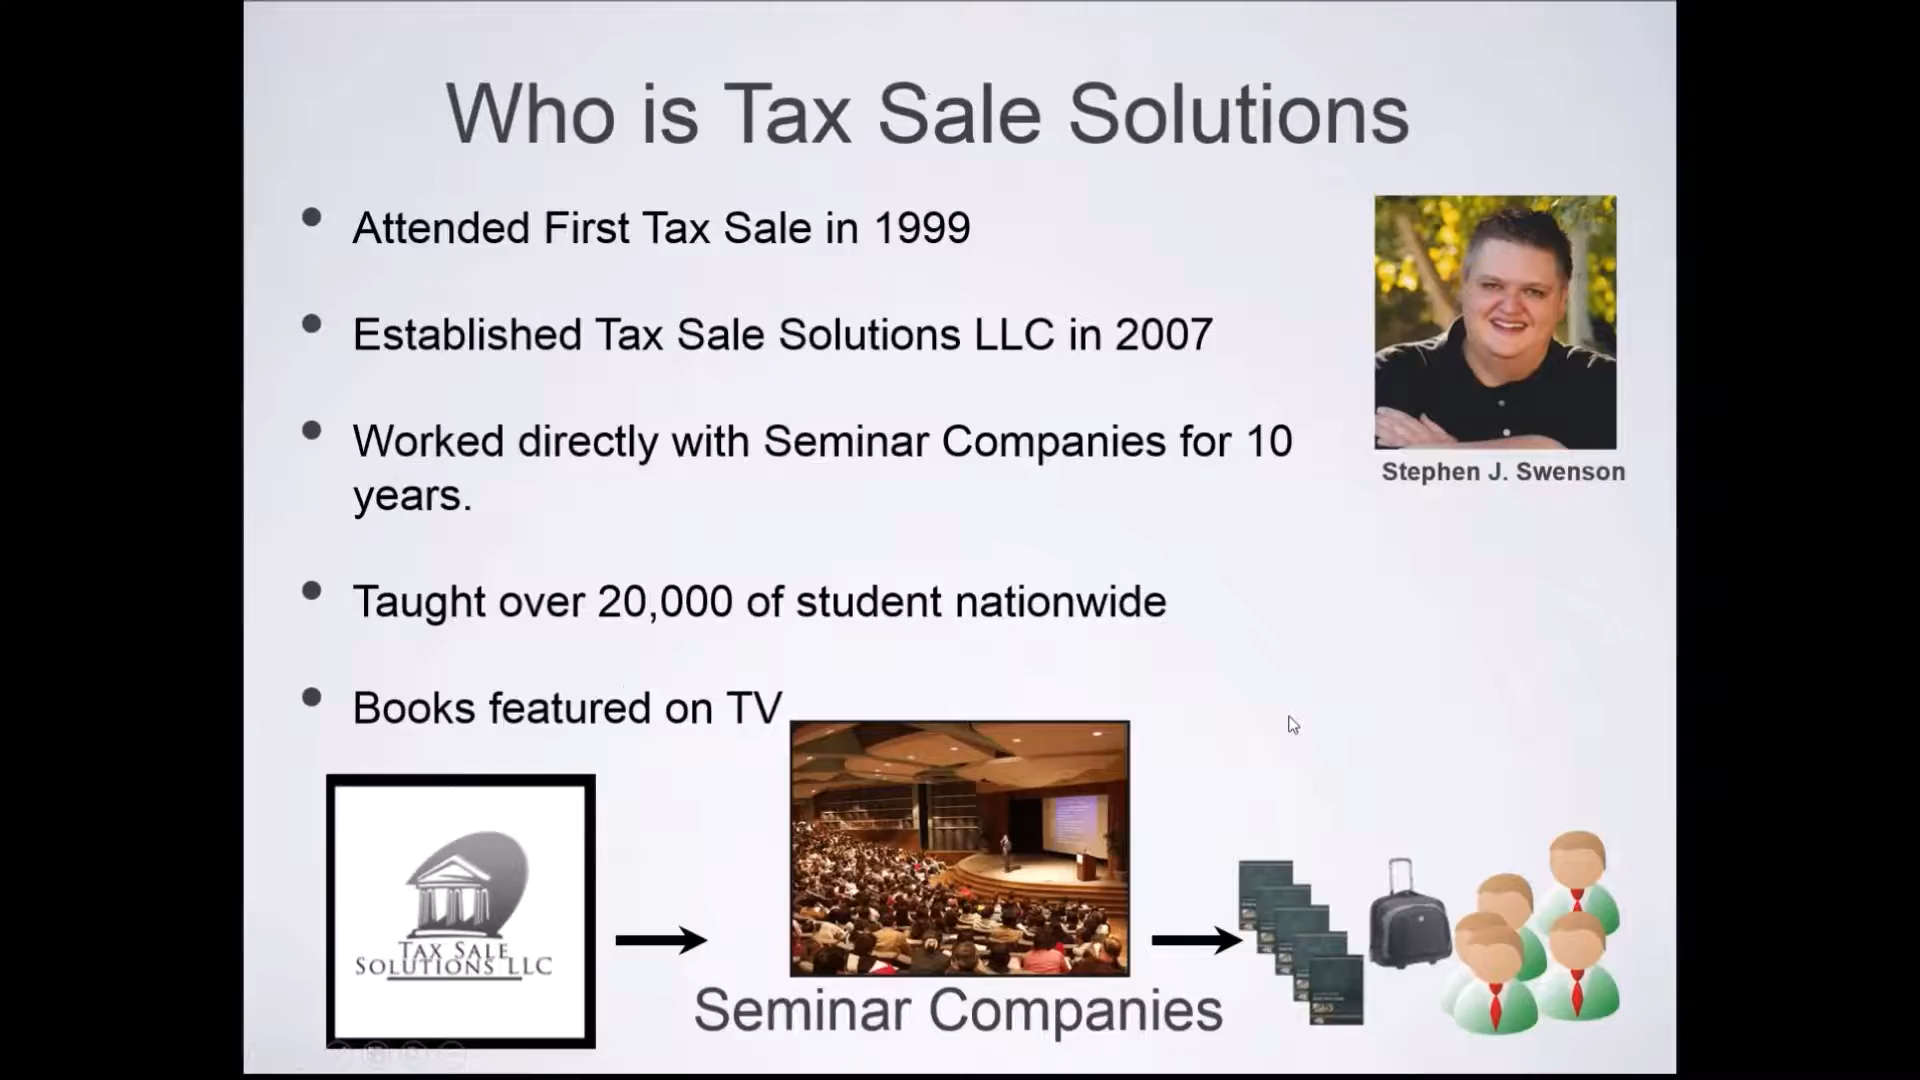 Who is Tax Sale Solutions
Attended First Tax Sale in 1999
Established Tax Sale Solutions LLC in 2007
Worked directly with Seminar Companies for 10
years.
Taught over 20,000 of student nationwide
Books featured on TV
Stephen J. Swenson
TAX SALE
SOLUTIONS LLC
Seminar Companies